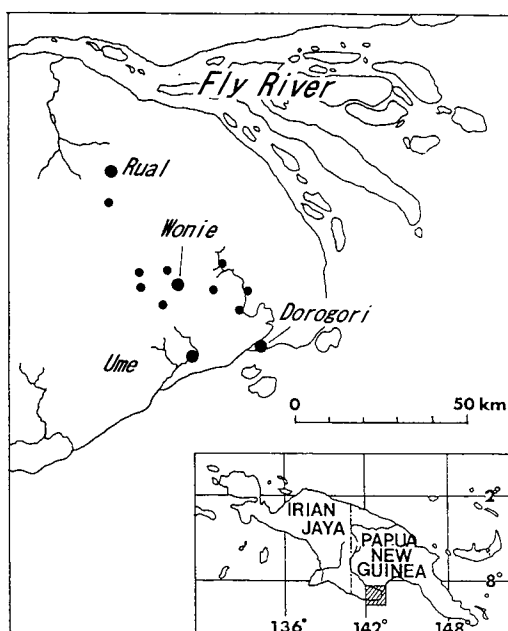 Fly River
Rual
Wonie
Dorogori
Ume
0 50 km
IRIAN
JAYA
PAPUA
NEW
GUINEA
2°
8°
136° 142° 148°